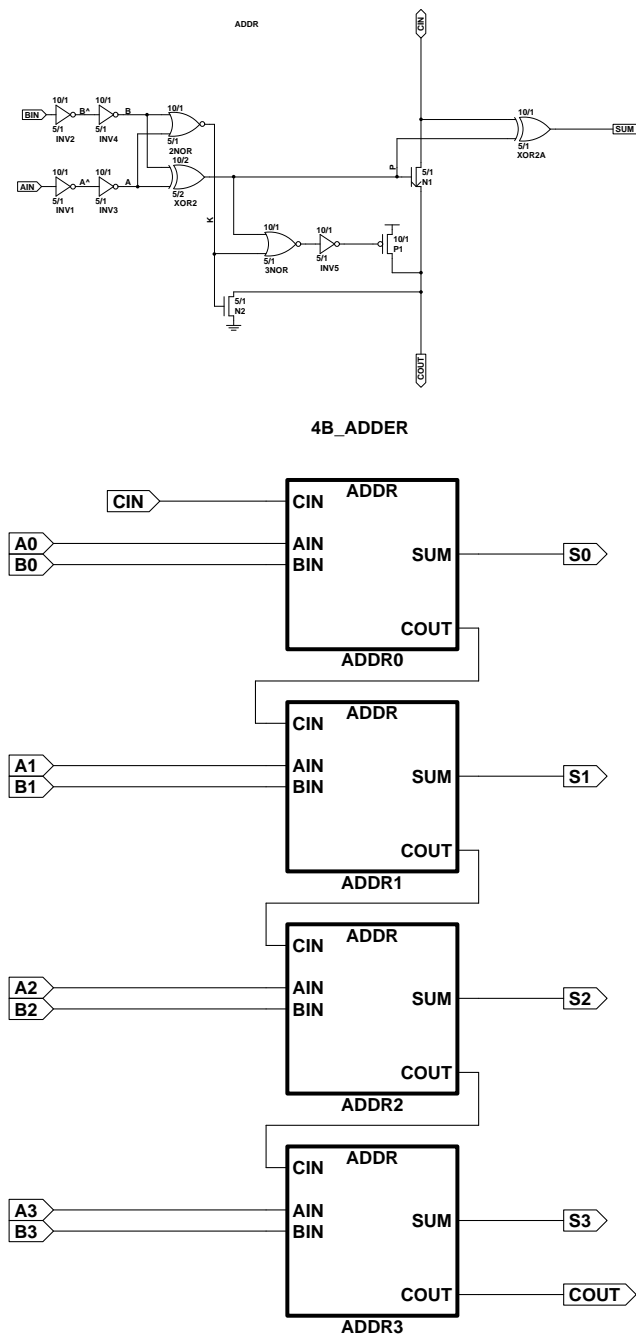 ADDR
CIN
10/1
10/1
10/1
10/1
BIN
B^
B
SUM
5/1
5/1
5/1
5/1
INV2
INV4
2NOR
XOR2A
10/1
10/1
10/2
P
5/1
AIN
A^
A
N1
5/1
5/1
5/2
INV1
INV3
XOR2
K
10/1
10/1
10/1
P1
5/1
5/1
3NOR
INV5
5/1
N2
COUT
4B_ADDER
ADDR
CIN
CIN
A0
AIN
B0
BIN
SUM
S0
COUT
ADDR0
ADDR
CIN
A1
AIN
B1
BIN
SUM
S1
COUT
ADDR1
ADDR
CIN
A2
AIN
B2
BIN
SUM
S2
COUT
ADDR2
ADDR
CIN
A3
AIN
B3
BIN
SUM
S3
COUT
COUT
ADDR3